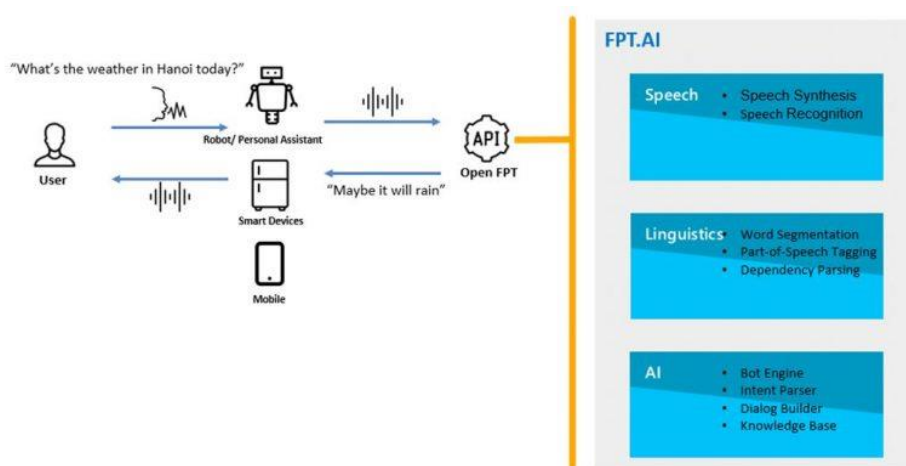 "What's the weather in Hanoi today?"
User
Robot/ Personal Assistant
Smart Devices
Mobile
"Maybe it will rain"
API
Open FPT
FPT.AI
Speech
• Speech Synthesis
• Speech Recognition
Linguistics
• Word Segmentation
• Part-of-Speech Tagging
• Dependency Parsing
AI
• Bot Engine
• Intent Parser
• Dialog Builder
• Knowledge Base